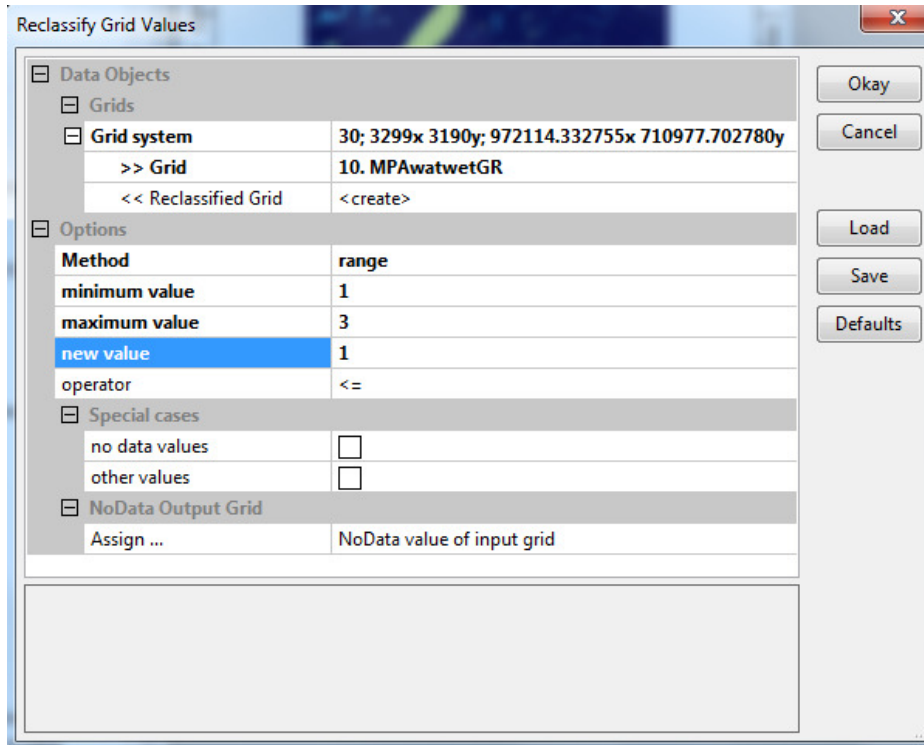 Reclassify Grid Values
x
Data Objects
Grids
Grid system 30; 3299x 3190y; 972114.332755x 710977.702780y
>> Grid 10. MPAwatwetGR
<< Reclassified Grid <create>
Options
Method range
minimum value 1
maximum value 3
new value 1
operator <=
Special cases
no data values
other values
NoData Output Grid
Assign ... NoData value of input grid
Okay
Cancel
Load
Save
Defaults